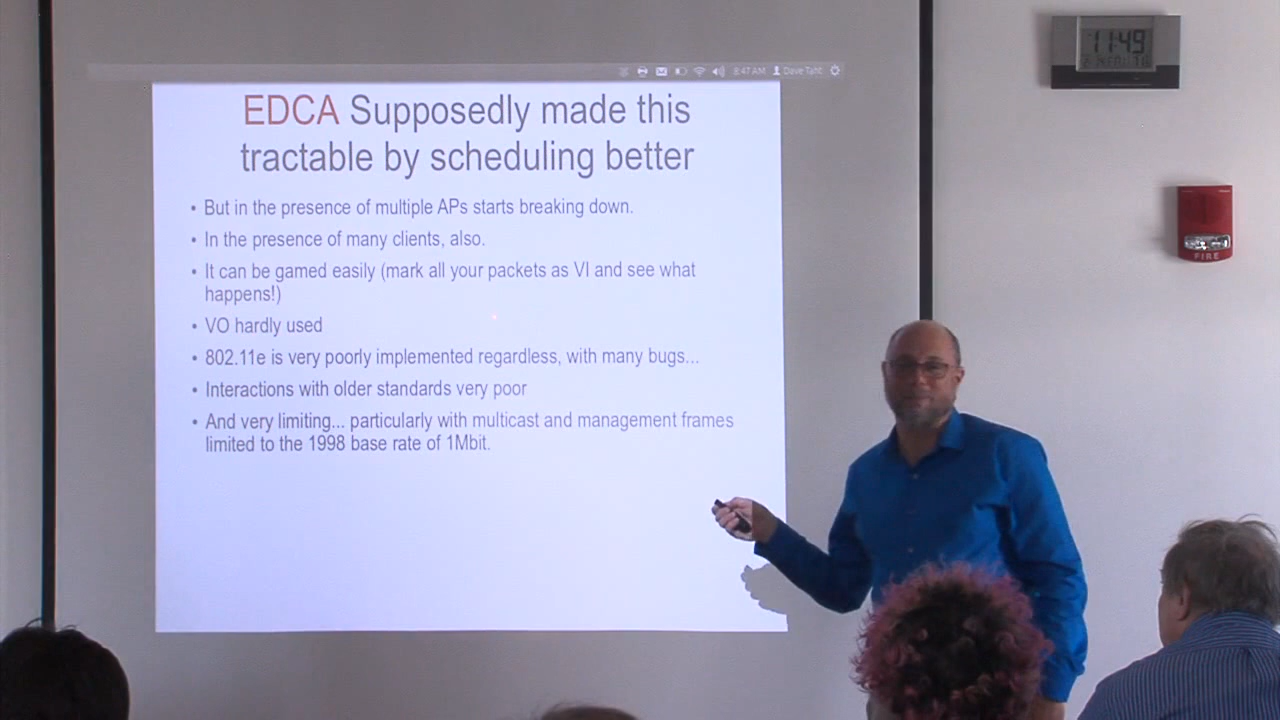 11:49
8:47 AM Dave Taht
EDCA Supposedly made this
tractable by scheduling better
• But in the presence of multiple APs starts breaking down.
• In the presence of many clients, also.
• It can be gamed easily (mark all your packets as VI and see what
happens!)
• VO hardly used
• 802.11e is very poorly implemented regardless, with many bugs...
• Interactions with older standards very poor
• And very limiting... particularly with multicast and management frames
limited to the 1998 base rate of 1Mbit.
FIRE